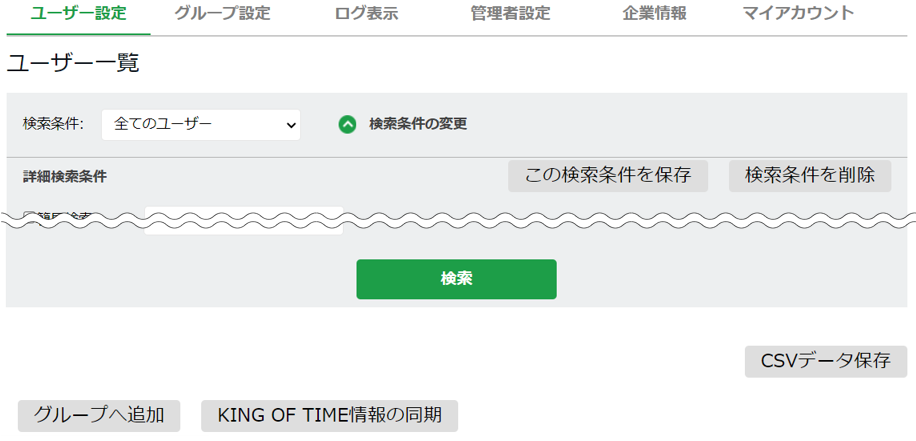 ユーザー設定 グループ設定 ログ表示 管理者設定 企業情報 マイアカウント
ユーザー一覧
検索条件: 全てのユーザー 検索条件の変更
詳細検索条件 この検索条件を保存 検索条件を削除
検索
CSVデータ保存
グループへ追加 KING OF TIME情報の同期